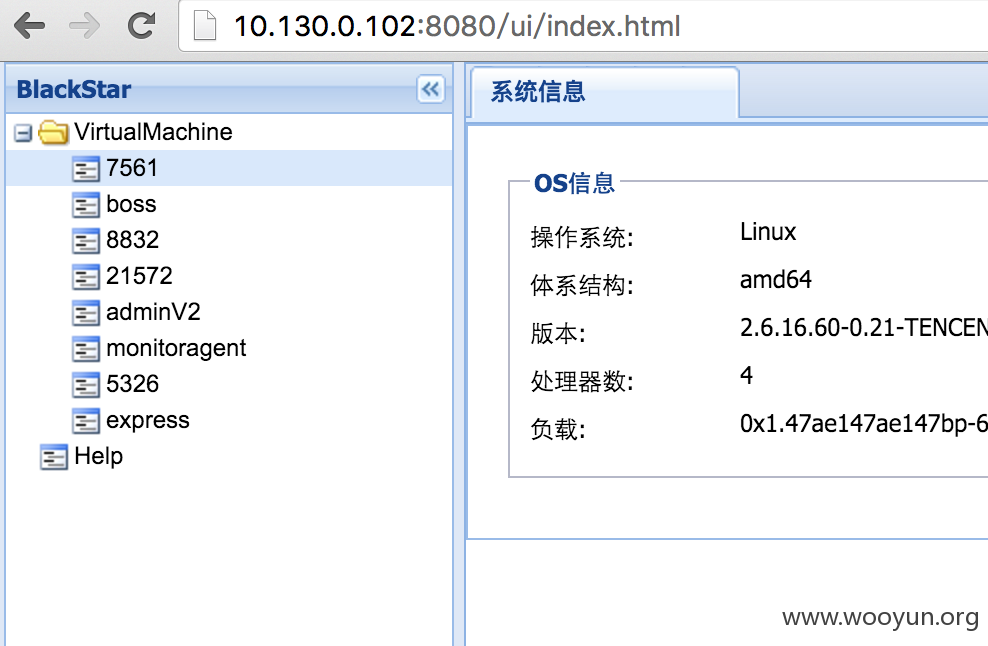 10.130.0.102:8080/ui/index.html
BlackStar
VirtualMachine
7561
boss
8832
21572
adminV2
monitoragent
5326
express
Help
系统信息
OS信息
操作系统: Linux
体系结构: amd64
版本: 2.6.16.60-0.21-TENCEN
处理器数: 4
负载: 0x1.47ae147ae147bp-6
www.wooyun.org